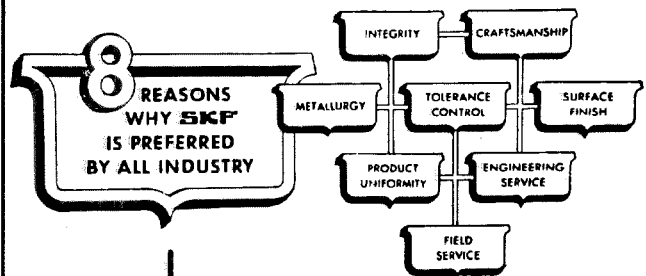 8 REASONS
WHY SKF
IS PREFERRED
BY ALL INDUSTRY
INTEGRITY
CRAFTSMANSHIP
METALLURGY
TOLERANCE
CONTROL
SURFACE
FINISH
PRODUCT
UNIFORMITY
ENGINEERING
SERVICE
FIELD
SERVICE